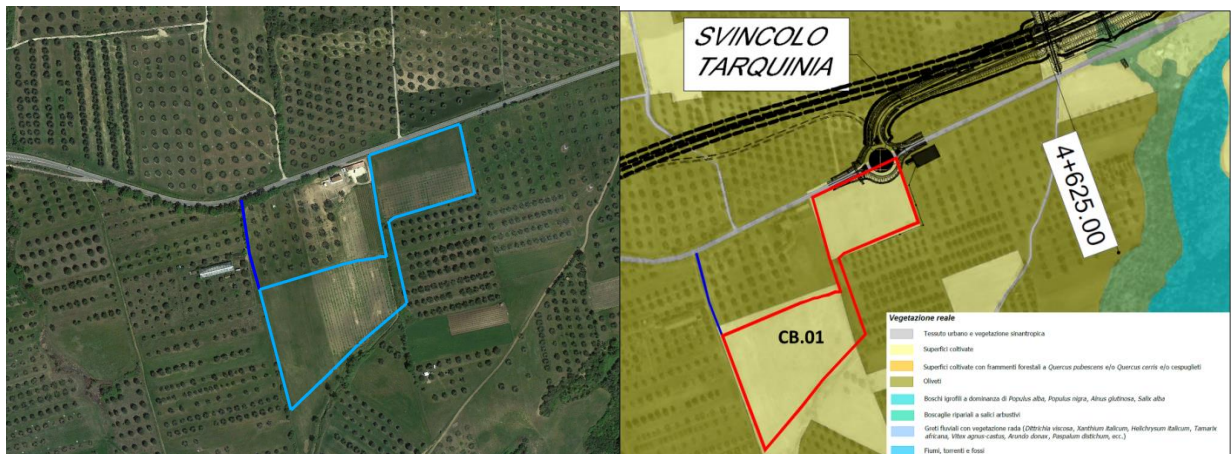 SVINCOLO
TARQUINIA
4+625.00
CB.01
Vegetazione reale
Tessuto urbano e vegetazione sinantropica
Superfici coltivate
Superfici coltivate con frammenti forestali a Quercus pubescens e/o Quercus cerris e/o cespuglieti
Oliveti
Boschi igrofili a dominanza di Populus alba, Populus nigra, Alnus glutinosa, Salix alba
Boscaglie ripariali a salici arbustivi
Greti fluviali con vegetazione rada (Dittrichia viscosa, Xanthium italicum, Helichrysum italicum, Tamarix
africana, Vitex agnus-castus, Arundo donax, Paspalum distichum, ecc.)
Fiumi, torrenti e fossi